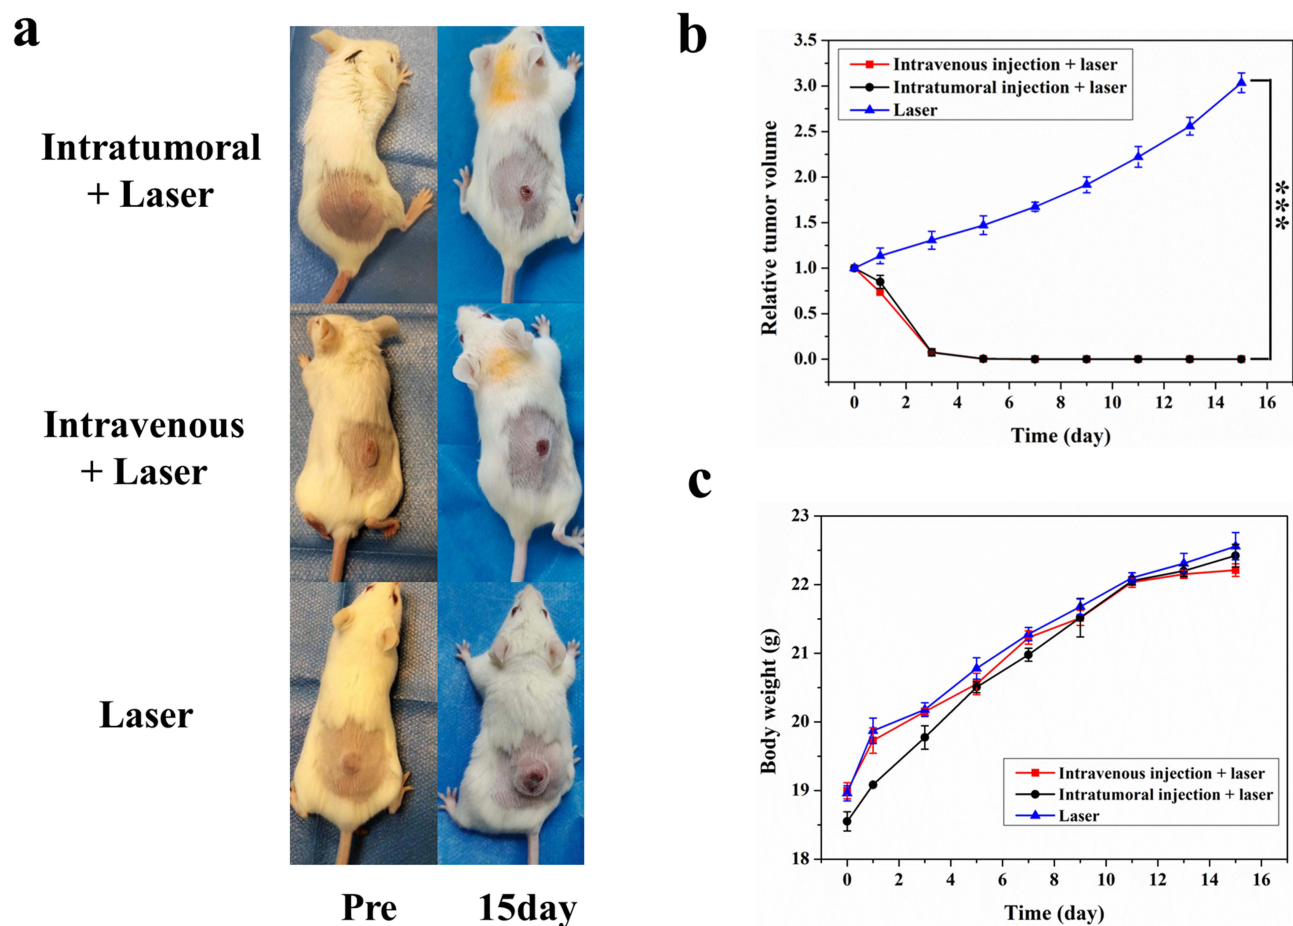 a
Intratumoral
+ Laser
Intravenous
+ Laser
Laser
Pre
15day
b
Intravenous injection + laser
Intratumoral injection + laser
Laser
3.5
3.0
2.5
2.0
1.5
1.0
0.5
0.0
Relative tumor volume
***
0
2
4
6
8
10
12
14
16
Time (day)
c
23
22
21
20
19
18
Body weight (g)
Intravenous injection + laser
Intratumoral injection + laser
Laser
0
2
4
6
8
10
12
14
16
Time (day)